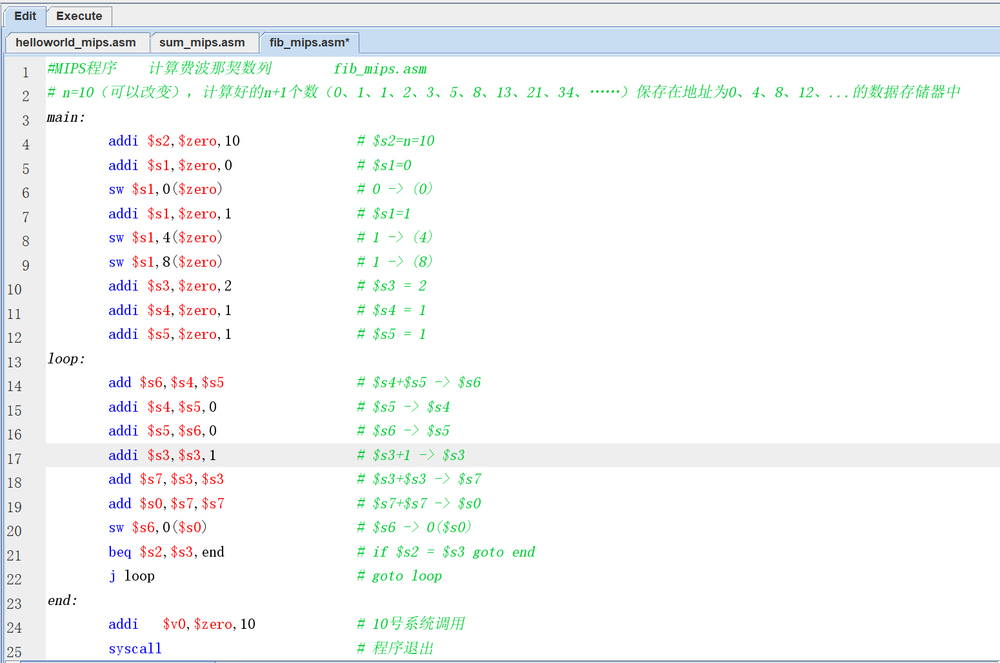 Edit Execute
helloworld_mips.asm sum_mips.asm fib_mips.asm*
1 #MIPS程序    计算费波那契数列        fib_mips.asm
2 # n=10（可以改变），计算好的n+1个数（0、1、1、2、3、5、8、13、21、34、……）保存在地址为0、4、8、12、...的数据存储器中
3 main:
4         addi $s2,$zero,10               # $s2=n=10
5         addi $s1,$zero,0                # $s1=0
6         sw $s1,0($zero)                 # 0 -> (0)
7         addi $s1,$zero,1                # $s1=1
8         sw $s1,4($zero)                 # 1 -> (4)
9         sw $s1,8($zero)                 # 1 -> (8)
10         addi $s3,$zero,2                # $s3 = 2
11         addi $s4,$zero,1                # $s4 = 1
12         addi $s5,$zero,1                # $s5 = 1
13 loop:
14         add $s6,$s4,$s5                 # $s4+$s5 -> $s6
15         addi $s4,$s5,0                  # $s5 -> $s4
16         addi $s5,$s6,0                  # $s6 -> $s5
17         addi $s3,$s3,1                  # $s3+1 -> $s3
18         add $s7,$s3,$s3                 # $s3+$s3 -> $s7
19         add $s0,$s7,$s7                 # $s7+$s7 -> $s0
20         sw $s6,0($s0)                   # $s6 -> 0($s0)
21         beq $s2,$s3,end                 # if $s2 = $s3 goto end
22         j loop                          # goto loop
23 end:
24         addi   $v0,$zero,10             # 10号系统调用
25         syscall                         # 程序退出